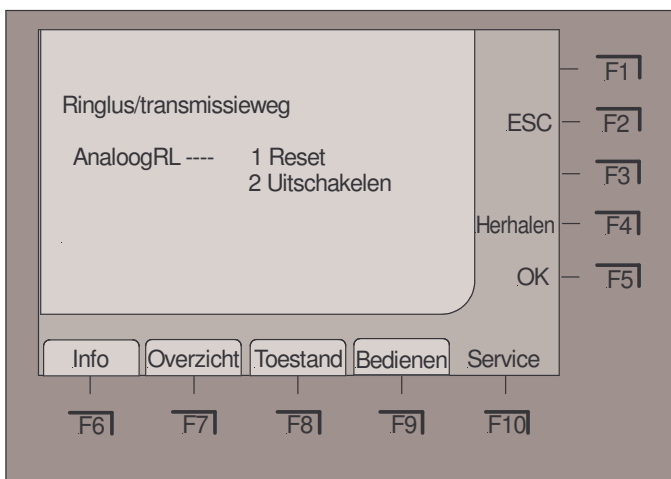 F1
Ringlus/transmissieweg
ESC F2
AnaloogRL ---- 1 Reset
F3
2 Uitschakelen
Herhalen F4
OK F5
Info Overzicht Toestand Bedienen Service
F6 F7 F8 F9 F10